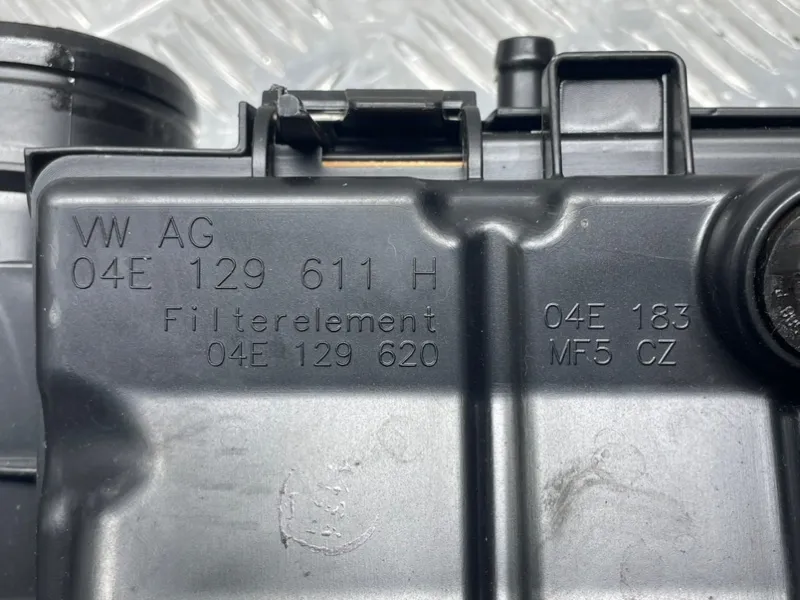 VW AG
04E 129 611 H
Filterelement
04E 129 620
04E 183
MF5 CZ